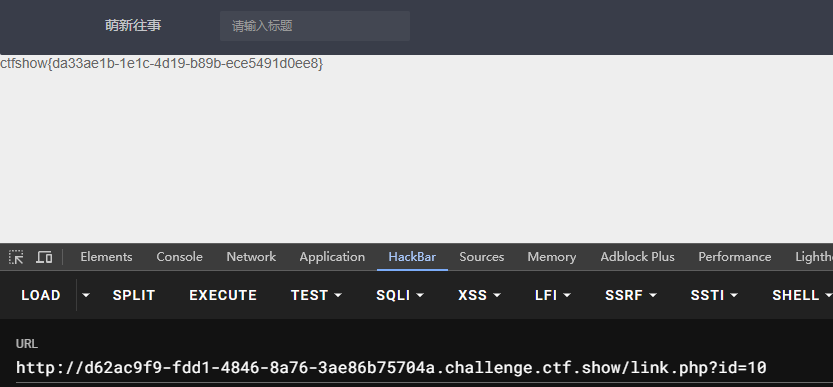 萌新往事 请输入标题
ctfshow{da33ae1b-1e1c-4d19-b89b-ece5491d0ee8}
Elements Console Network Application HackBar Sources Memory Adblock Plus Performance Lighth
LOAD SPLIT EXECUTE TEST SQLI XSS LFI SSRF SSTI SHELL
URL
http://d62ac9f9-fdd1-4846-8a76-3ae86b75704a.challenge.ctf.show/link.php?id=10